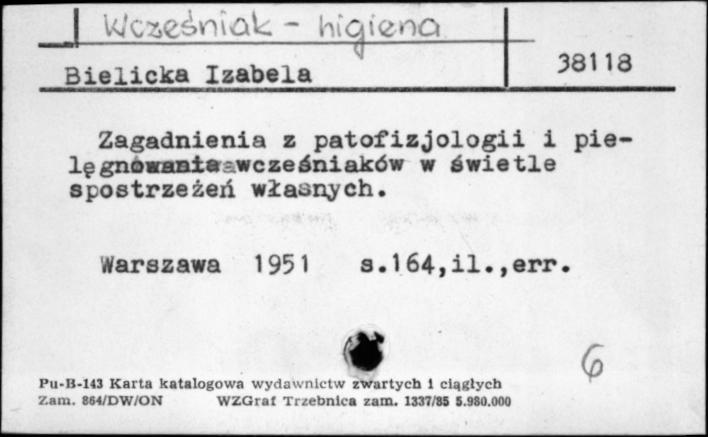 Wcześniak - higiena
Bielicka Izabela
38118
Zagadnienia z patofizjologii i pie-
lęgnowania wcześniaków w świetle
spostrzeżeń własnych.
Warszawa 1951 s.164,il.,err.
6
Pu-B-143 Karta katalogowa wydawnictw zwartych i ciągłych
Zam. 864/DW/ON WZGraf Trzebnica zam. 1337/85 5.980.000